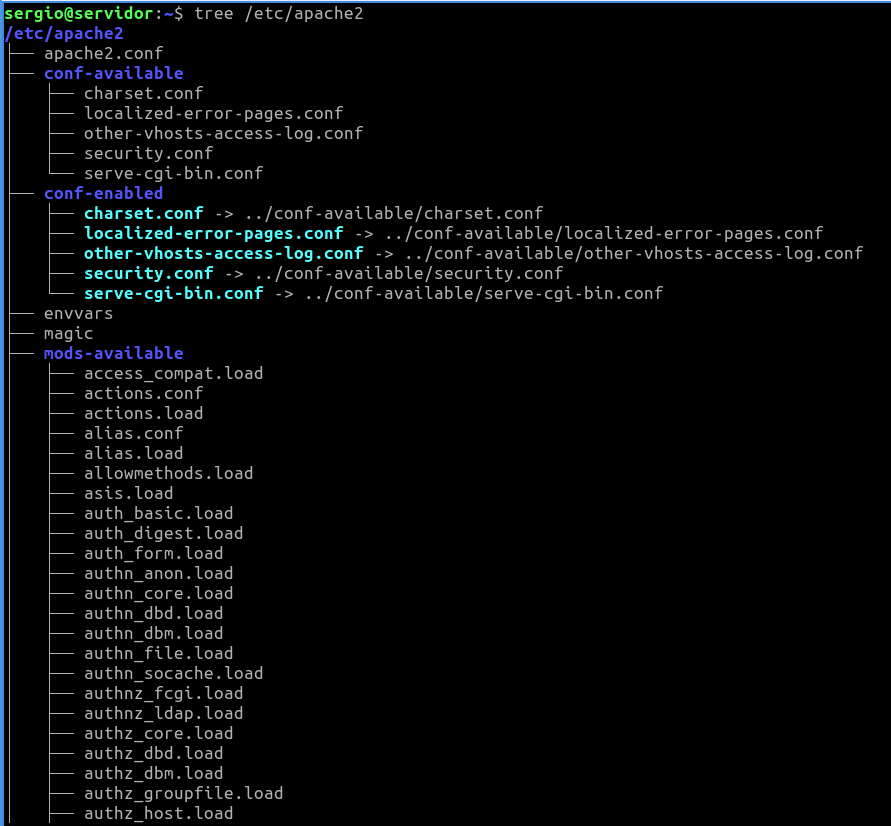 sergio@servidor:~$ tree /etc/apache2
/etc/apache2
├── apache2.conf
├── conf-available
│   ├── charset.conf
│   ├── localized-error-pages.conf
│   ├── other-vhosts-access-log.conf
│   ├── security.conf
│   └── serve-cgi-bin.conf
├── conf-enabled
│   ├── charset.conf -> ../conf-available/charset.conf
│   ├── localized-error-pages.conf -> ../conf-available/localized-error-pages.conf
│   ├── other-vhosts-access-log.conf -> ../conf-available/other-vhosts-access-log.conf
│   ├── security.conf -> ../conf-available/security.conf
│   └── serve-cgi-bin.conf -> ../conf-available/serve-cgi-bin.conf
├── envvars
├── magic
├── mods-available
│   ├── access_compat.load
│   ├── actions.conf
│   ├── actions.load
│   ├── alias.conf
│   ├── alias.load
│   ├── allowmethods.load
│   ├── asis.load
│   ├── auth_basic.load
│   ├── auth_digest.load
│   ├── auth_form.load
│   ├── authn_anon.load
│   ├── authn_core.load
│   ├── authn_dbd.load
│   ├── authn_dbm.load
│   ├── authn_file.load
│   ├── authn_socache.load
│   ├── authnz_fcgi.load
│   ├── authnz_ldap.load
│   ├── authz_core.load
│   ├── authz_dbd.load
│   ├── authz_dbm.load
│   ├── authz_groupfile.load
│   ├── authz_host.load